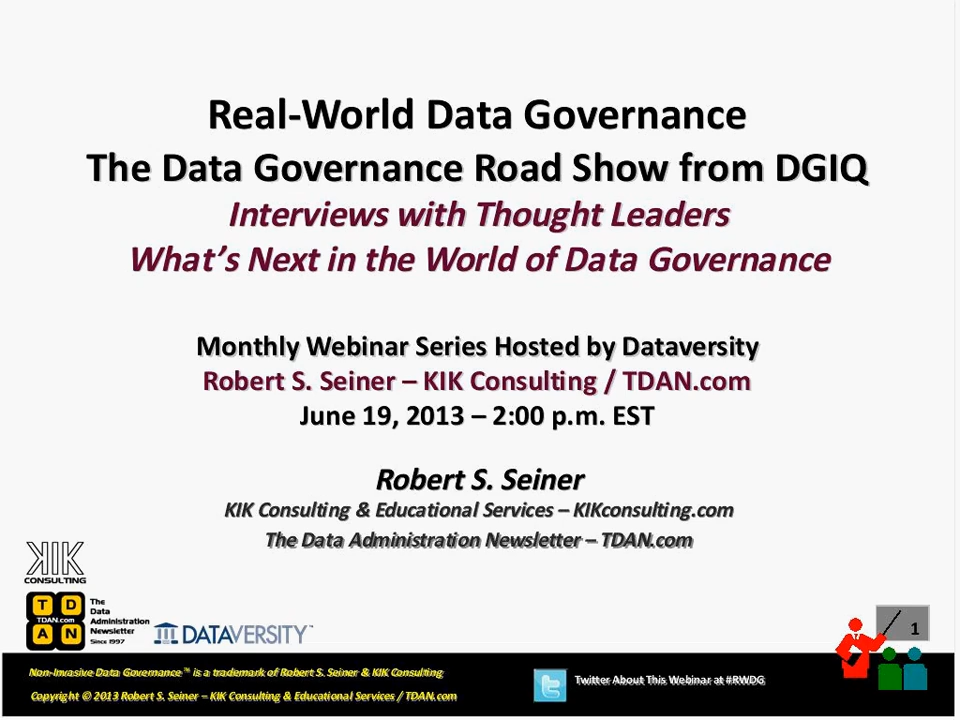 Real-World Data Governance
The Data Governance Road Show from DGIQ
Interviews with Thought Leaders
What's Next in the World of Data Governance
Monthly Webinar Series Hosted by Dataversity
Robert S. Seiner – KIK Consulting / TDAN.com
June 19, 2013 – 2:00 p.m. EST
Robert S. Seiner
KIK Consulting & Educational Services – KIKconsulting.com
The Data Administration Newsletter – TDAN.com
KIK
CONSULTING
T D
TDAN.com
A N
The
Data
Administration
Newsletter
Since 1997
DATAVERSITY™
1
Non-Invasive Data Governance™ is a trademark of Robert S. Seiner & KIK Consulting
Copyright © 2013 Robert S. Seiner – KIK Consulting & Educational Services / TDAN.com
Twitter About This Webinar at #RWDG